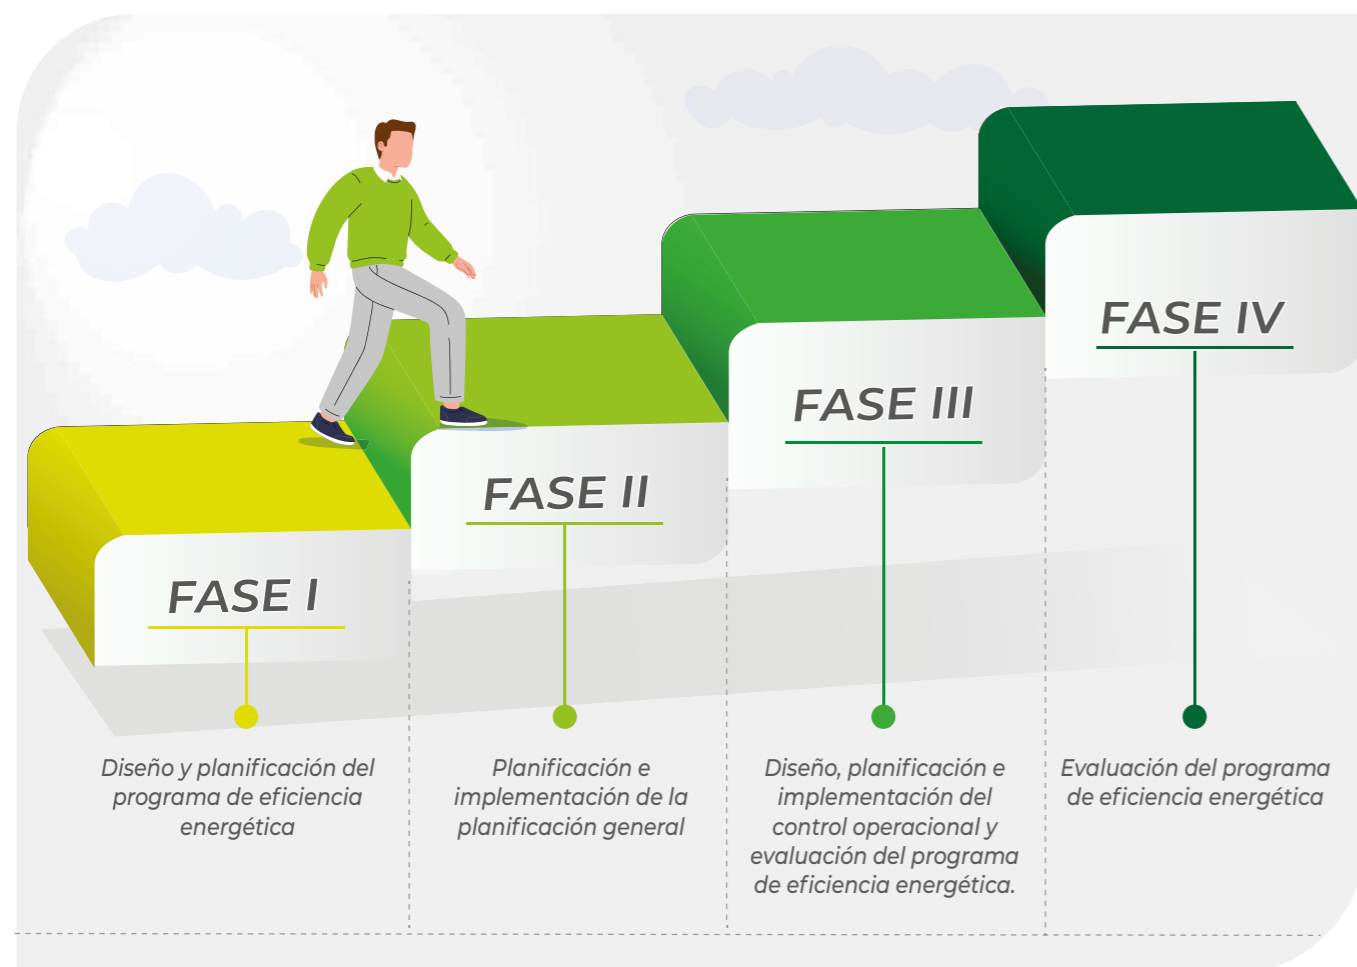 FASE I
FASE II
FASE III
FASE IV
Diseño y planificación del
programa de eficiencia
energética
Planificación e
implementación de la
planificación general
Diseño, planificación e
implementación del
control operacional y
evaluación del programa
de eficiencia energética.
Evaluación del programa
de eficiencia energética